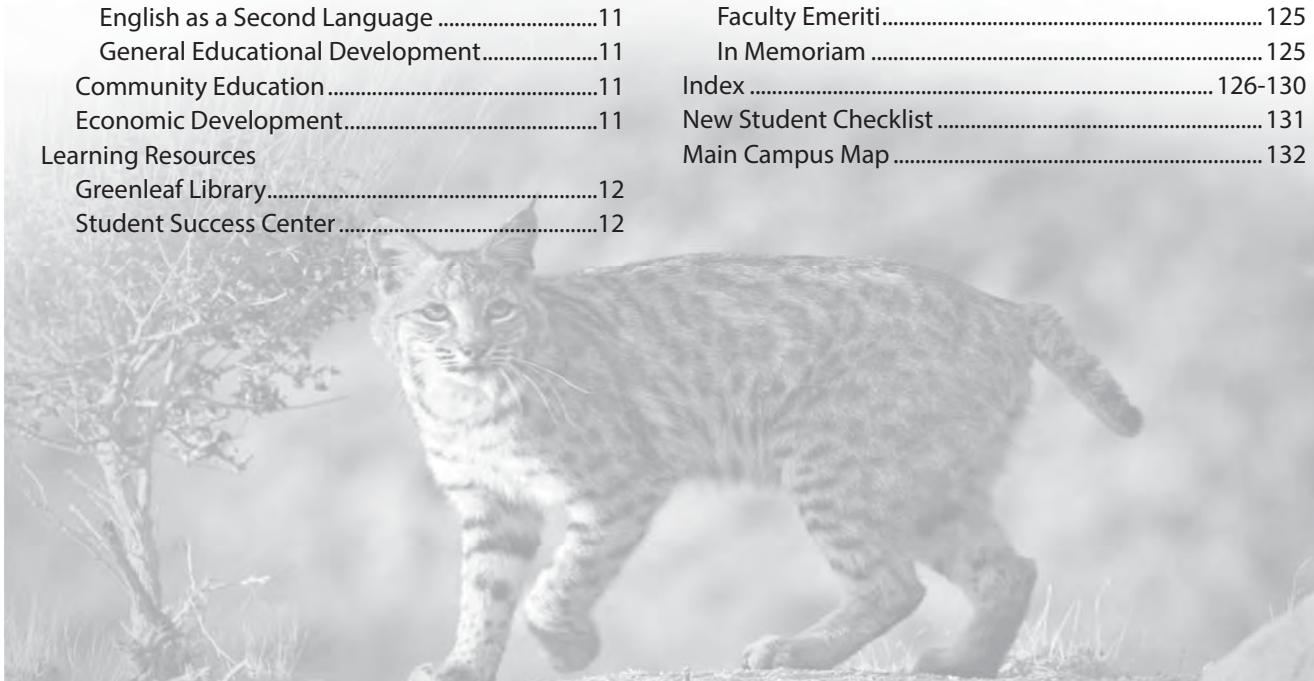 English as a Second Language ............................11
General Educational Development....................11
Community Education.................................................11
Economic Development...............................................11
Learning Resources
Greenleaf Library...........................................................12
Student Success Center...............................................12
Faculty Emeriti.................................................................... 125
In Memoriam ...................................................................... 125
Index ................................................................................ 126-130
New Student Checklist .......................................................... 131
Main Campus Map .................................................................. 132